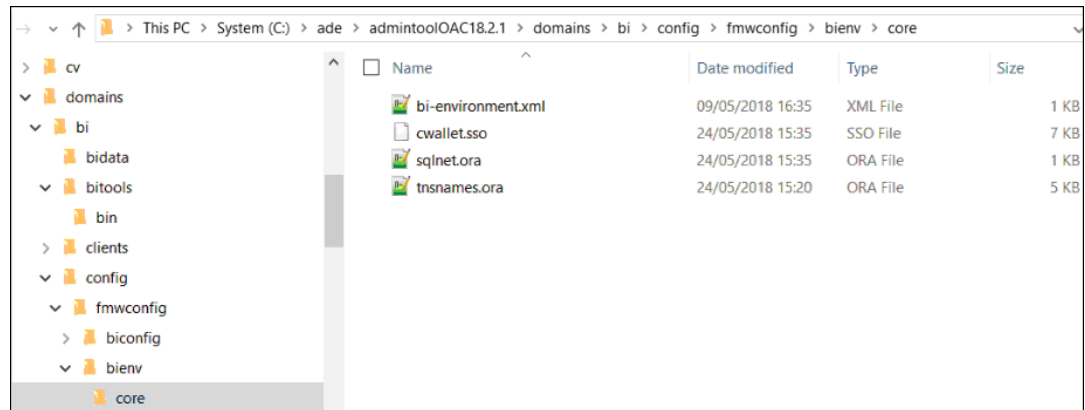 This PC > System (C:) > ade > admintoolOAC18.2.1 > domains > bi > config > fmwconfig > bienv > core
cv
domains
bi
bidata
bitools
bin
clients
config
fmwconfig
biconfig
bienv
core
Name Date modified Type Size
bi-environment.xml 09/05/2018 16:35 XML File 1 KB
cwallet.sso 24/05/2018 15:35 SSO File 7 KB
sqlnet.ora 24/05/2018 15:35 ORA File 1 KB
tnsnames.ora 24/05/2018 15:20 ORA File 5 KB